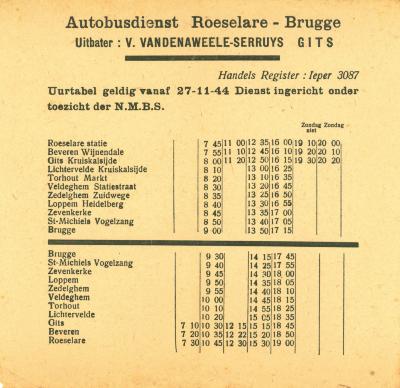 Autobusdienst Roeselare - Brugge
Uitbater : V. VANDENAWEELE-SERRUYS GITS
Handels Register : Ieper 3087
Uurtabel geldig vanaf 27-11-44 Dienst ingericht onder
toezicht der N.M.B.S.
Zondag Zondag
niet
Roeselare statie 7 45 11 00 12 35 16 00 19 10 20 00
Beveren Wijnendale 7 55 11 10 12 45 16 10 19 20 20 10
Gits Kruiskalsijde 8 00 11 20 12 50 16 15 19 30 20 20
Lichtervelde Kruiskalsijde 8 10 13 00 16 25
Torhout Markt 8 20 13 10 16 35
Veldeghem Statiestraat 8 30 13 20 16 45
Zedelghem Zuidwege 8 35 13 25 16 50
Loppem Heidelberg 8 40 13 30 16 55
Zevenkerke 8 45 13 35 17 00
St-Michiels Vogelzang 8 50 13 40 17 05
Brugge 9 00 13 50 17 15
Brugge 9 30 14 15 17 45
St-Michiels Vogelzang 9 40 14 25 17 55
Zevenkerke 9 45 14 30 18 00
Loppem 9 50 14 35 18 05
Zedelghem 9 55 14 40 18 10
Veldeghem 10 00 14 45 18 15
Torhout 10 10 14 55 18 25
Lichtervelde 10 20 15 05 18 35
Gits 7 10 10 30 12 15 15 15 18 45
Beveren 7 20 10 35 12 22 15 20 18 50
Roeselare 7 30 10 45 12 30 15 30 19 00